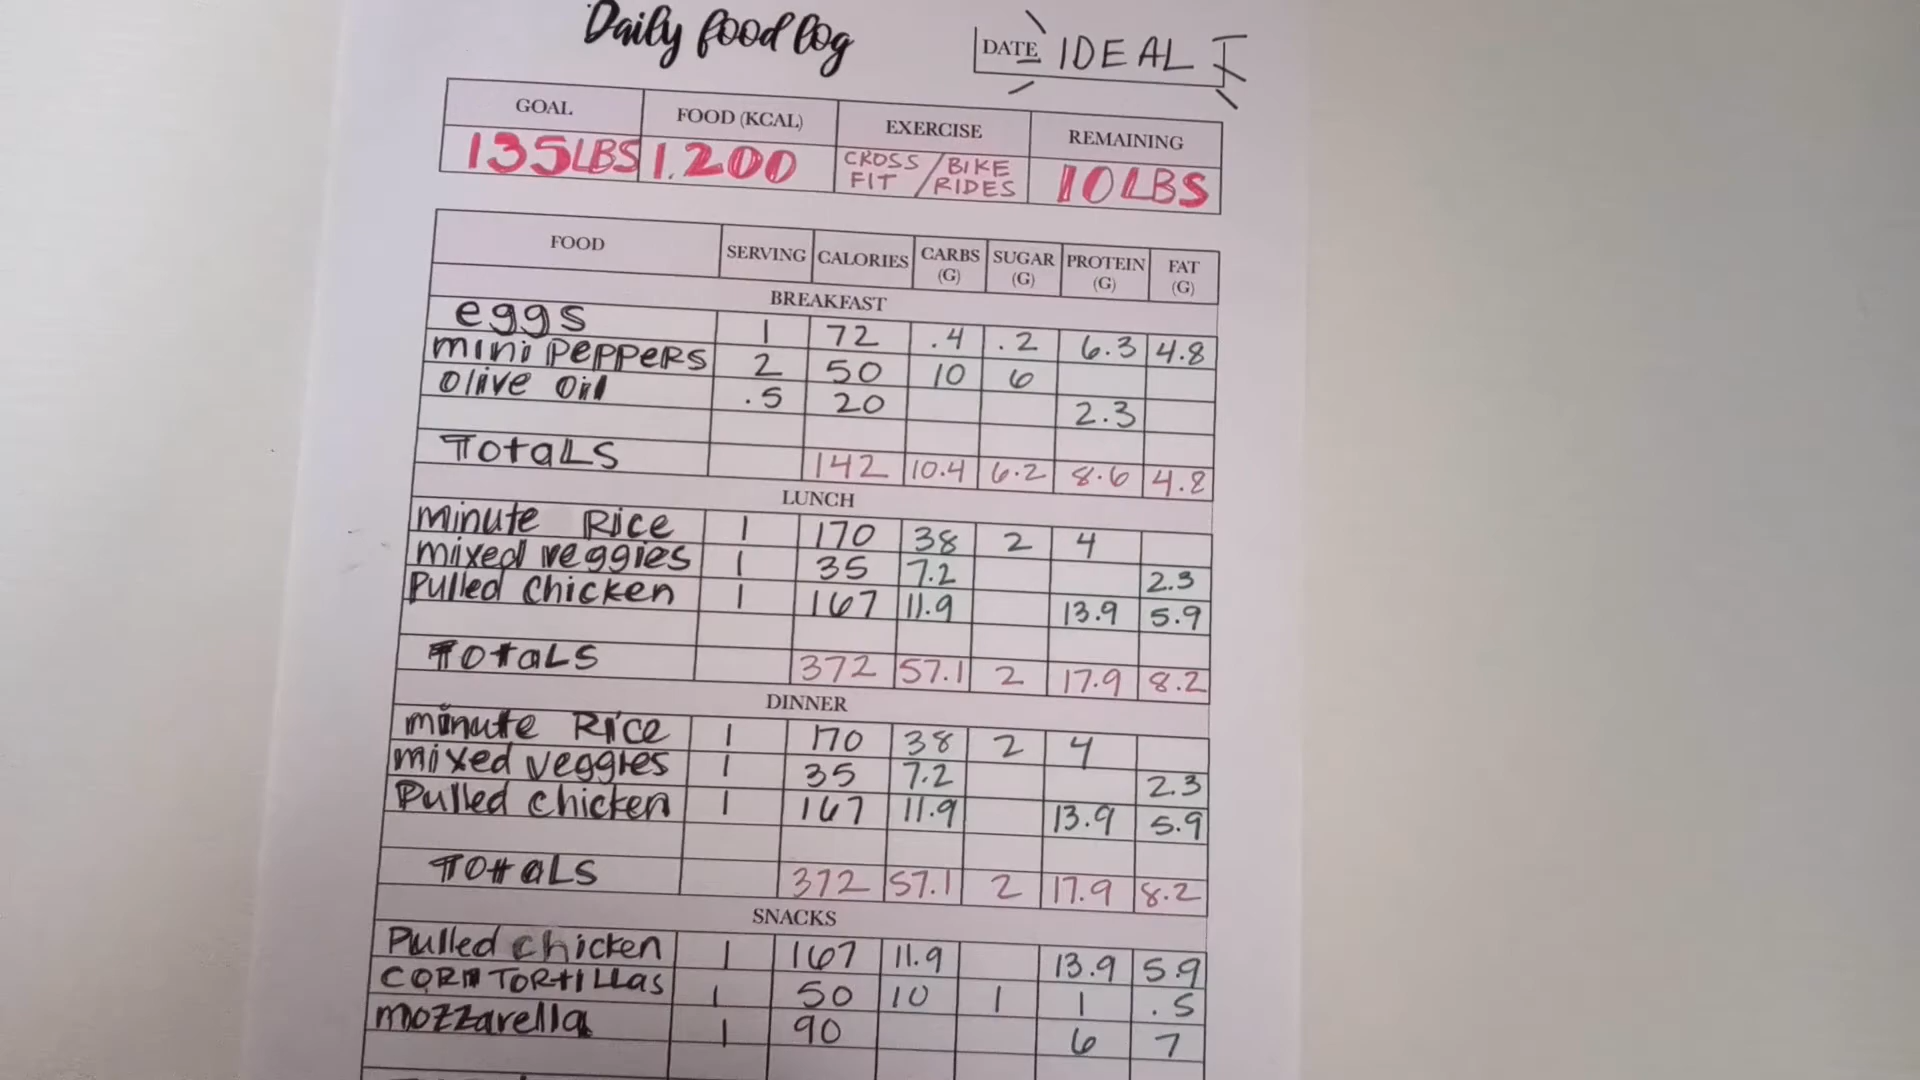 Daily food log
DATE IDEAL I
GOAL FOOD (KCAL) EXERCISE REMAINING
135LBS 1,200 CROSS FIT / BIKE RIDES 10LBS
FOOD SERVING CALORIES CARBS (G) SUGAR (G) PROTEIN (G) FAT (G)
BREAKFAST
eggs 1 72 .4 .2 6.3 4.8
mini Peppers 2 50 10 6
olive oil .5 20 2.3
Totals 142 10.4 6.2 8.6 4.8
LUNCH
minute Rice 1 170 38 2 4
mixed veggies 1 35 7.2 2.3
Pulled chicken 1 167 11.9 13.9 5.9
Totals 372 57.1 2 17.9 8.2
DINNER
minute Rice 1 170 38 2 4
mixed veggies 1 35 7.2 2.3
Pulled chicken 1 167 11.9 13.9 5.9
Totals 372 57.1 2 17.9 8.2
SNACKS
Pulled chicken 1 167 11.9 13.9 5.9
CORN TORtillas 1 50 10 1 1 .5
mozzarella 1 90 6 7